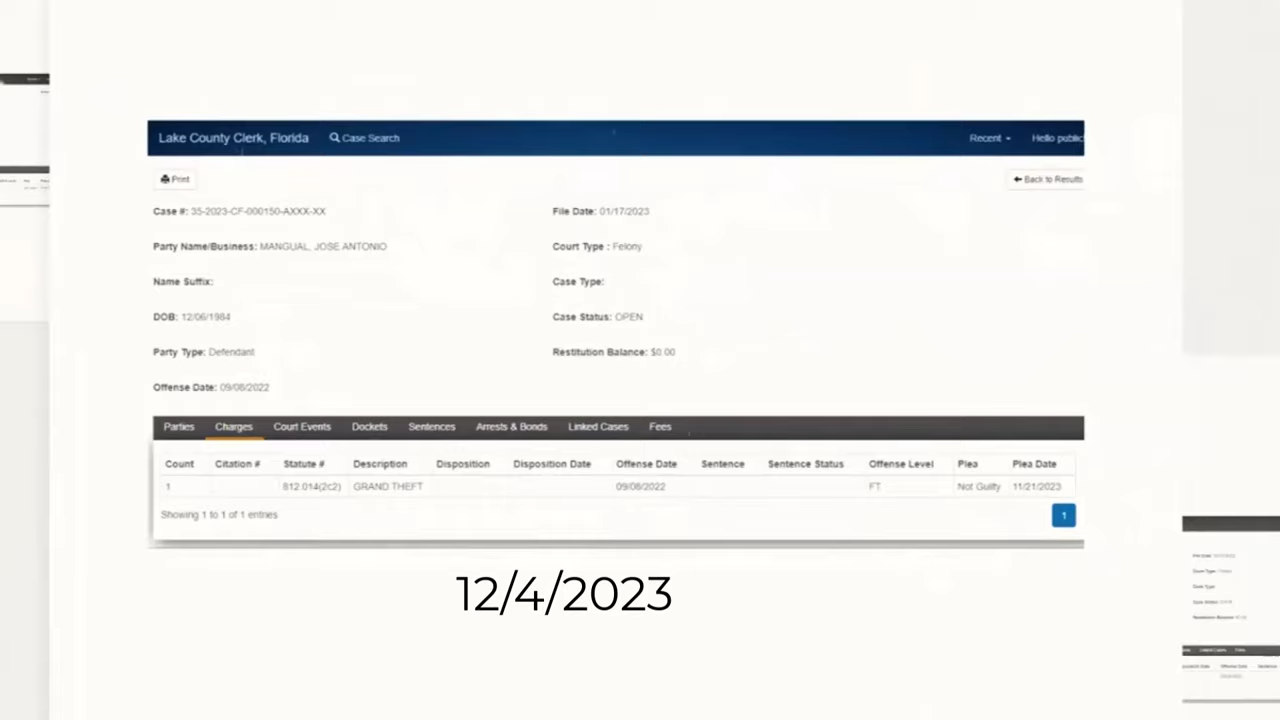 Lake County Clerk, Florida Case Search Recent Hello public
Print Back to Results
Case #: 35-2023-CF-000150-AXXX-XX File Date: 01/17/2023
Party Name/Business: MANGUAL, JOSE ANTONIO Court Type : Felony
Name Suffix: Case Type:
DOB: 12/06/1984 Case Status: OPEN
Party Type: Defendant Restitution Balance: $0.00
Offense Date: 09/08/2022
Parties Charges Court Events Dockets Sentences Arrests & Bonds Linked Cases Fees
Count Citation # Statute # Description Disposition Disposition Date Offense Date Sentence Sentence Status Offense Level Plea Plea Date
1 812.014(2c2) GRAND THEFT 09/08/2022 FT Not Guilty 11/21/2023
Showing 1 to 1 of 1 entries
1
12/4/2023